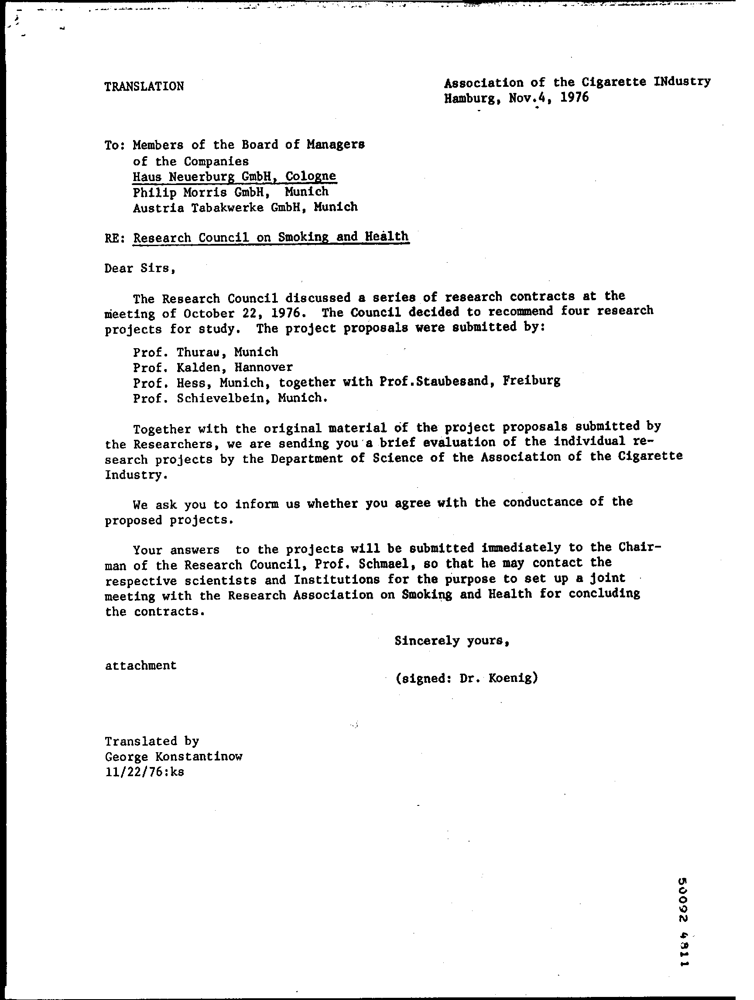 TRANSLATION
Association of the Cigarette INdustry
Hamburg, Nov.4, 1976
To: Members of the Board of Managers
of the Companies
Haus Neuerburg GmbH, Cologne
Philip Morris GmbH, Munich
Austria Tabakwerke GmbH, Munich
RE: Research Council on Smoking and Health
Dear Sirs,
The Research Council discussed a series of research contracts at the
meeting of October 22, 1976. The Council decided to recommend four research
projects for study. The project proposals were submitted by:
Prof. Thurau, Munich
Prof. Kalden, Hannover
Prof. Hess, Munich, together with Prof.Staubesand, Freiburg
Prof. Schievelbein, Munich.
Together with the original material of the project proposals submitted by
the Researchers, we are sending you a brief evaluation of the individual re-
search projects by the Department of Science of the Association of the Cigarette
Industry.
We ask you to inform us whether you agree with the conductance of the
proposed projects.
Your answers to the projects will be submitted immediately to the Chair-
man of the Research Council, Prof. Schmael, so that he may contact the
respective scientists and Institutions for the purpose to set up a joint
meeting with the Research Association on Smoking and Health for concluding
the contracts.
Sincerely yours,
attachment
(signed: Dr. Koenig)
Translated by
George Konstantinow
11/22/76:ks
50092 4811